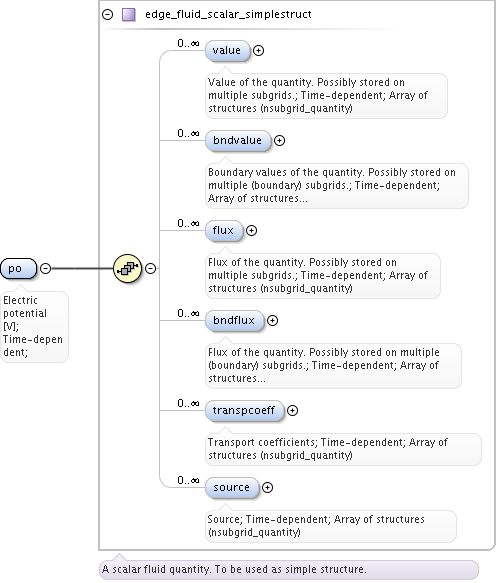 edge_fluid_scalar_simplestruct
0..∞
value
Value of the quantity. Possibly stored on
multiple subgrids.; Time-dependent; Array of
structures (nsubgrid_quantity)
0..∞
bndvalue
Boundary values of the quantity. Possibly stored on
multiple (boundary) subgrids.; Time-dependent;
Array of structures...
0..∞
flux
Flux of the quantity. Possibly stored on
multiple subgrids.; Time-dependent; Array of
structures (nsubgrid_quantity)
po
Electric
potential
[V];
Time-depen
dent;
0..∞
bndflux
Flux of the quantity. Possibly stored on multiple
(boundary) subgrids.; Time-dependent; Array of
structures...
0..∞
transpcoeff
Transport coefficients; Time-dependent; Array of
structures (nsubgrid_quantity)
0..∞
source
Source; Time-dependent; Array of structures
(nsubgrid_quantity)
A scalar fluid quantity. To be used as simple structure.